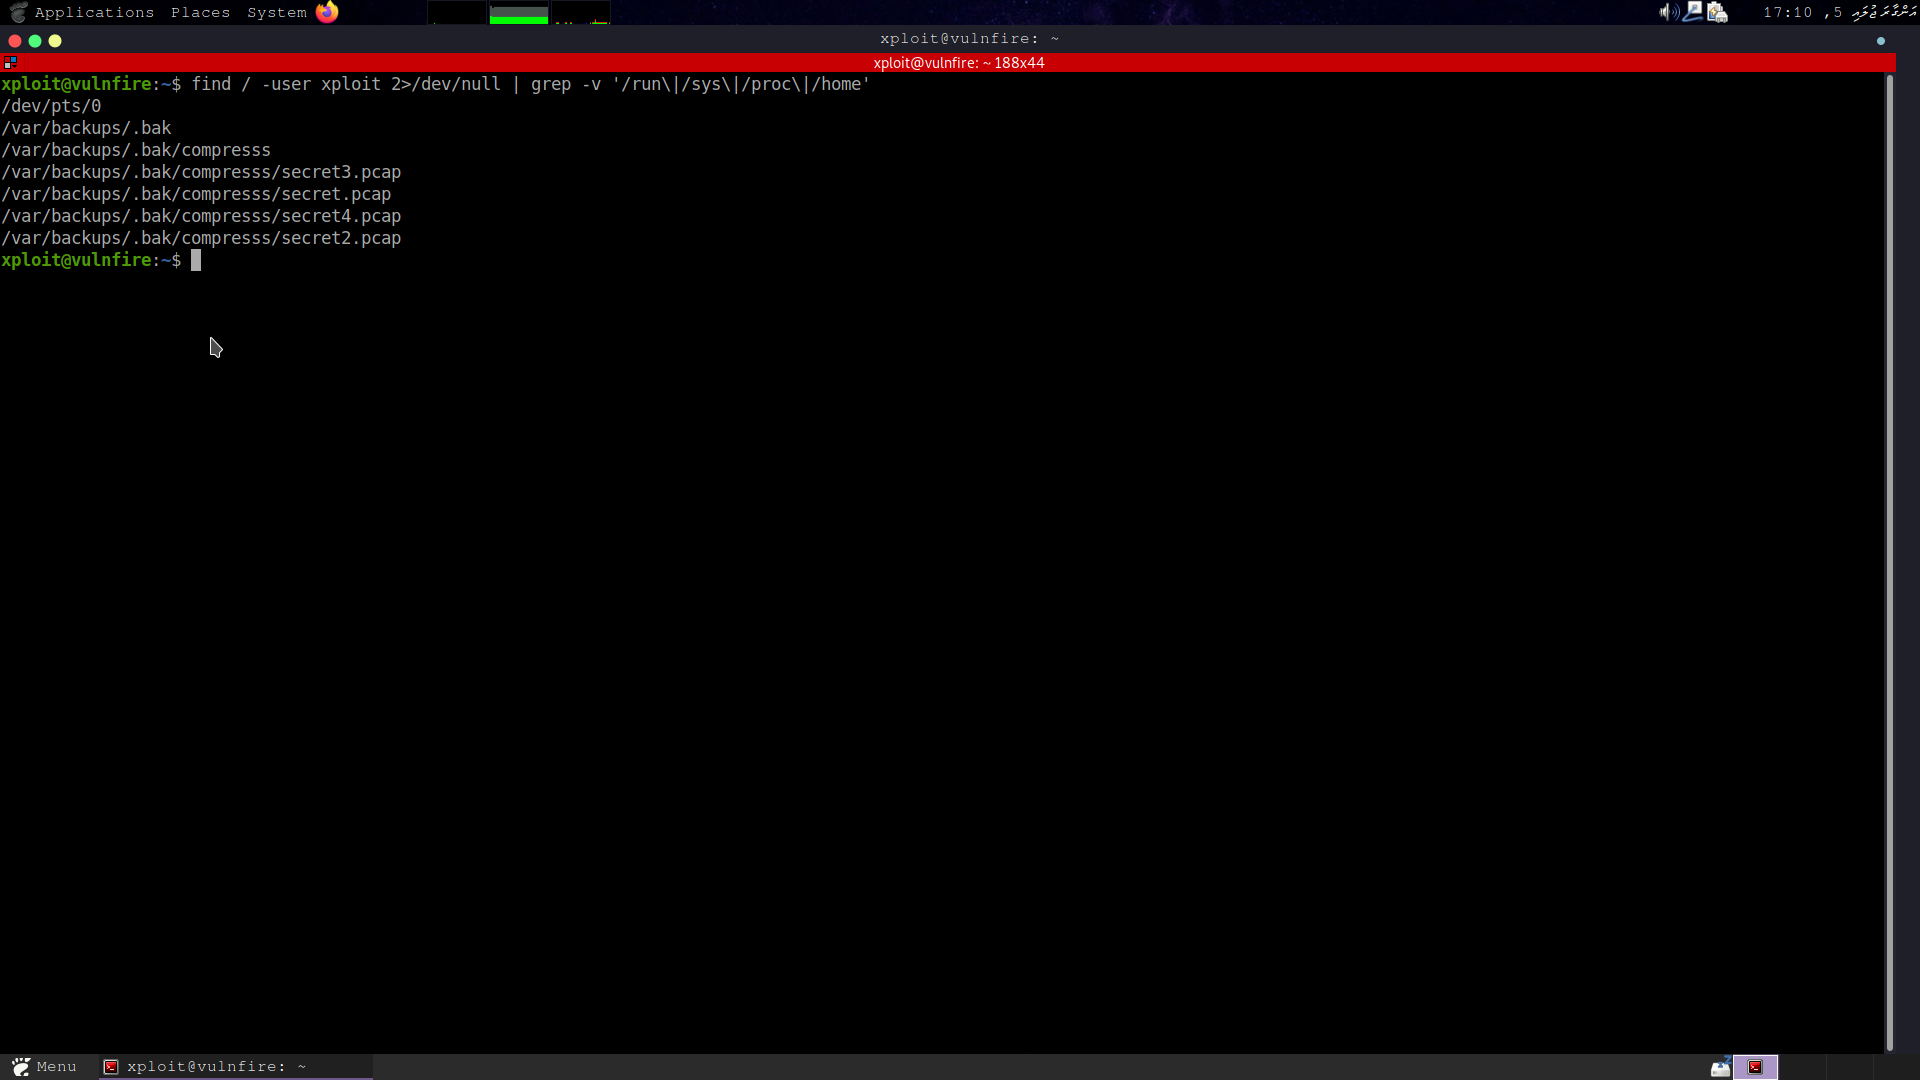 Applications Places System
17:10 ,5 އަންގާރަ ޖުލައި
xploit@vulnfire: ~
xploit@vulnfire: ~ 188x44
xploit@vulnfire:~$ find / -user xploit 2>/dev/null | grep -v '/run\|/sys\|/proc\|/home'
/dev/pts/0
/var/backups/.bak
/var/backups/.bak/compresss
/var/backups/.bak/compresss/secret3.pcap
/var/backups/.bak/compresss/secret.pcap
/var/backups/.bak/compresss/secret4.pcap
/var/backups/.bak/compresss/secret2.pcap
xploit@vulnfire:~$
Menu xploit@vulnfire: ~